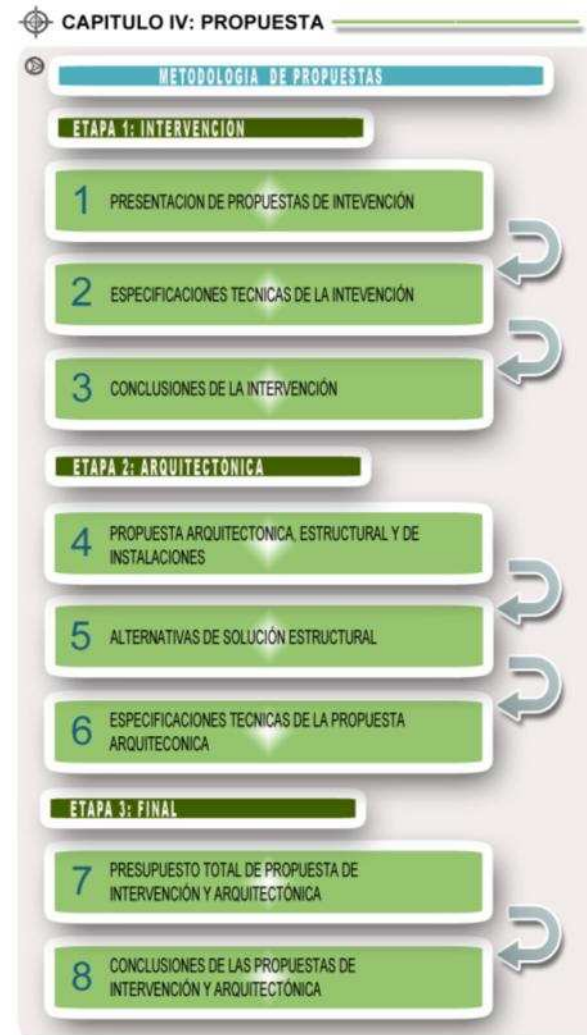 CAPITULO IV: PROPUESTA
METODOLOGIA DE PROPUESTAS
ETAPA 1: INTERVENCIÓN
1 PRESENTACION DE PROPUESTAS DE INTEVENCIÓN
2 ESPECIFICACIONES TECNICAS DE LA INTEVENCIÓN
3 CONCLUSIONES DE LA INTERVENCIÓN
ETAPA 2: ARQUITECTÓNICA
4 PROPUESTA ARQUITECTONICA, ESTRUCTURAL Y DE
INSTALACIONES
5 ALTERNATIVAS DE SOLUCIÓN ESTRUCTURAL
6 ESPECIFICACIONES TECNICAS DE LA PROPUESTA
ARQUITECONICA
ETAPA 3: FINAL
7 PRESUPUESTO TOTAL DE PROPUESTA DE
INTERVENCIÓN Y ARQUITECTÓNICA
8 CONCLUSIONES DE LAS PROPUESTAS DE
INTERVENCIÓN Y ARQUITECTÓNICA